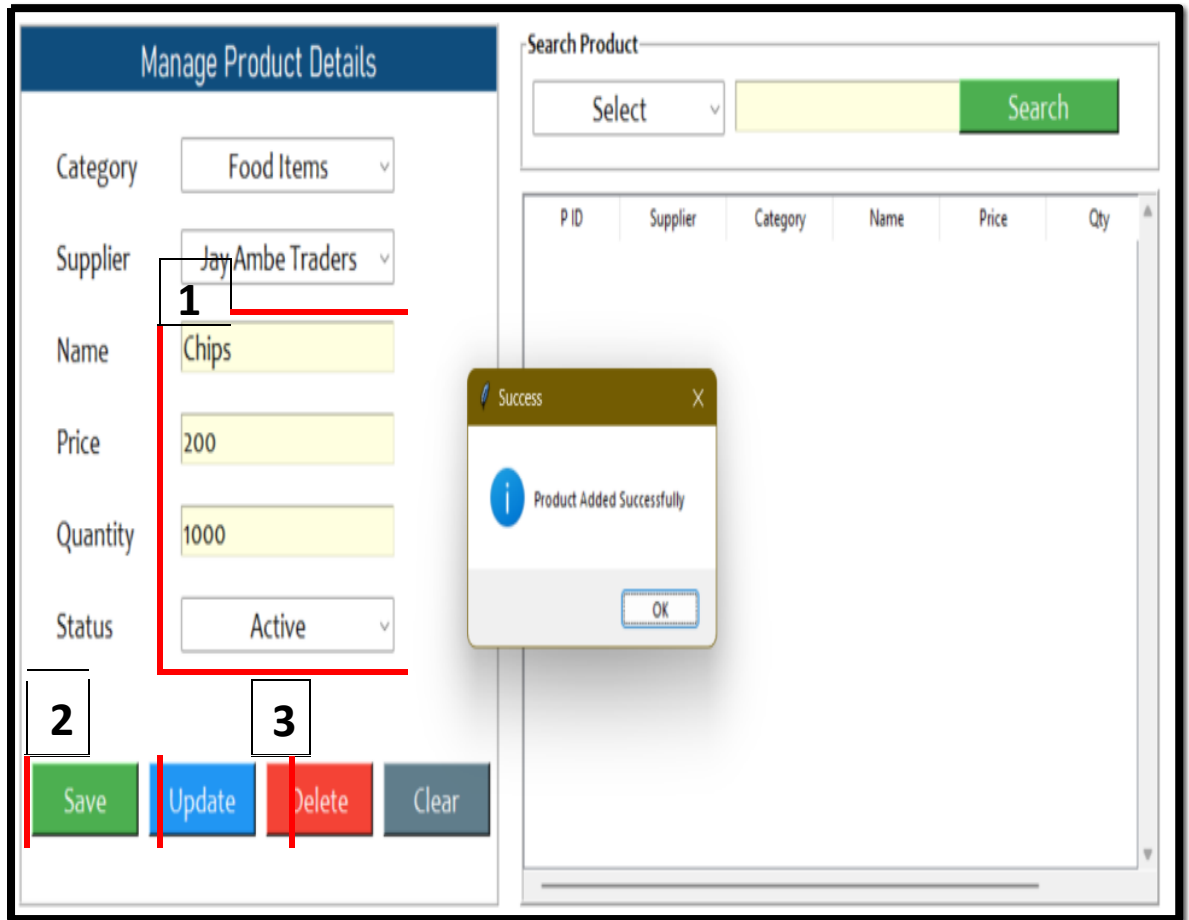 Manage Product Details
Category
Food Items
Supplier
Jay Ambe Traders
1
Name
Chips
Price
200
Quantity
1000
Status
Active
2
3
Save
Update
Delete
Clear
Search Product
Select
Search
P ID Supplier Category Name Price Qty
Success
X
i
Product Added Successfully
OK